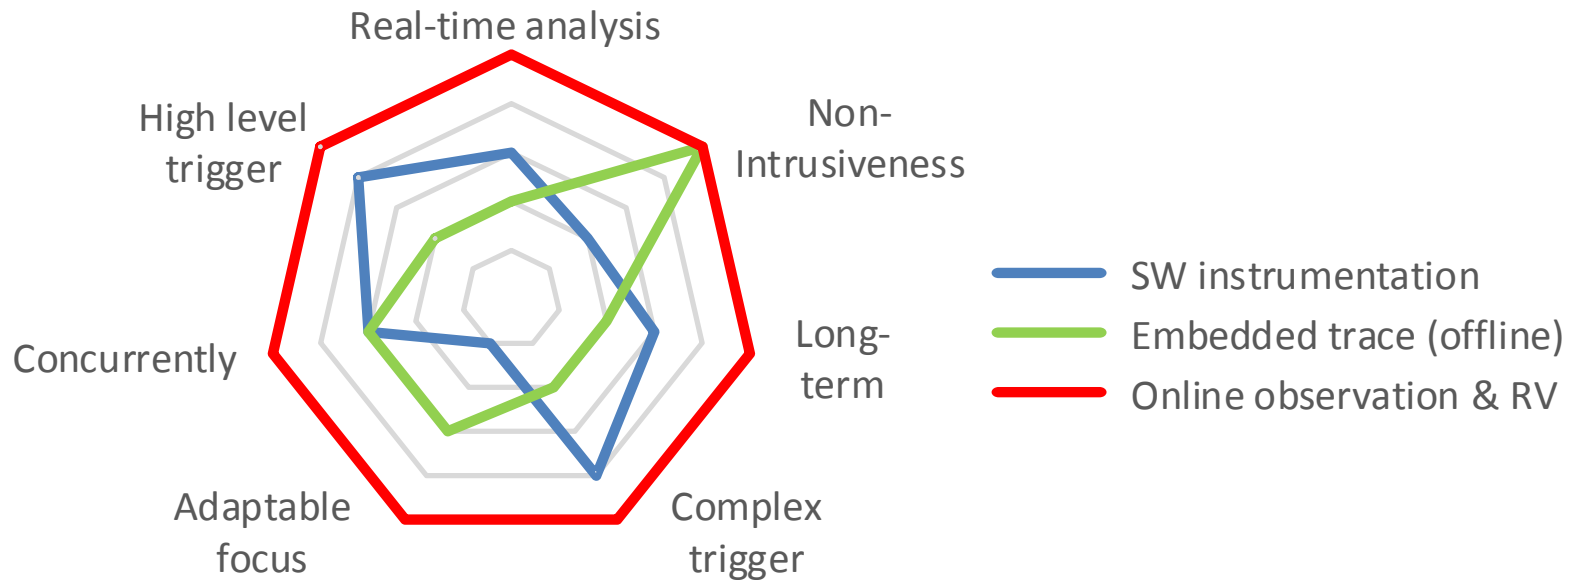 Real-time analysis
High level
trigger
Non-
Intrusiveness
Concurrently
Long-
term
Adaptable
focus
Complex
trigger
SW instrumentation
Embedded trace (offline)
Online observation & RV